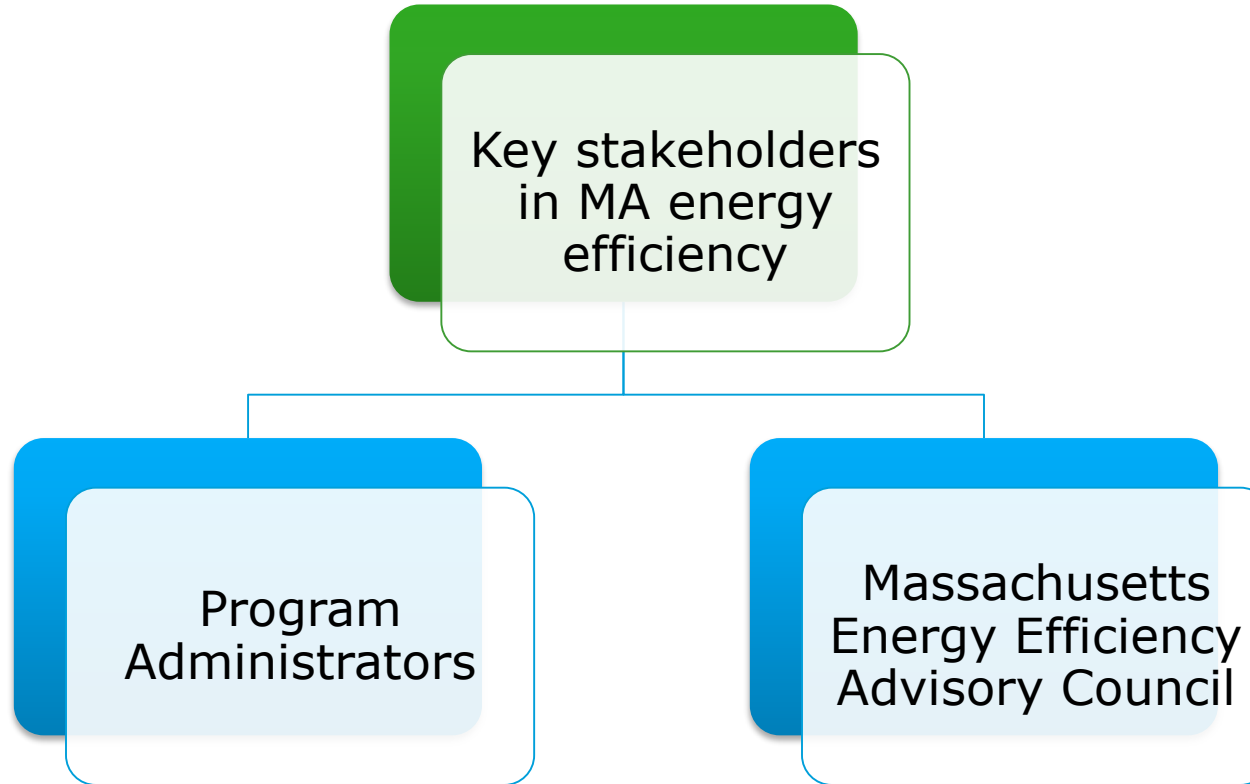 Key stakeholders
in MA energy
efficiency
Program
Administrators
Massachusetts
Energy Efficiency
Advisory Council